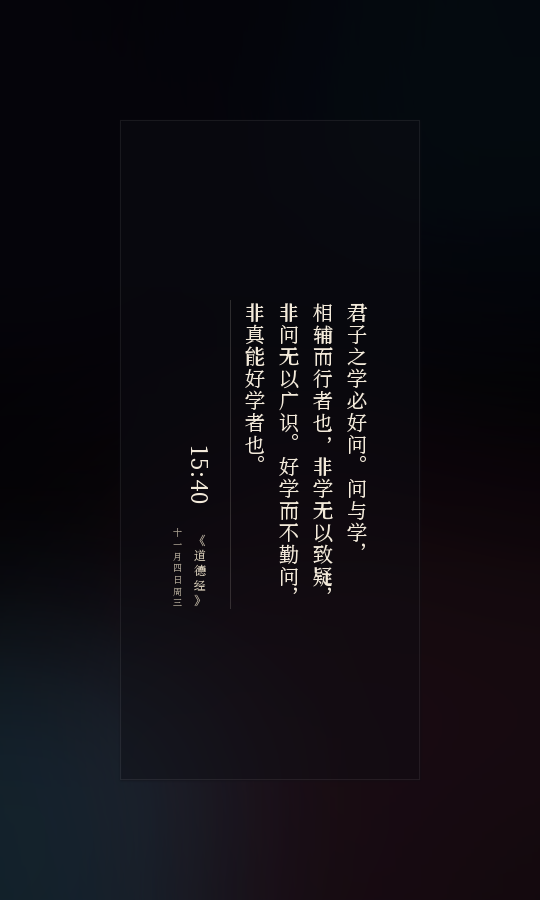 君子之学必好问。问与学，
相辅而行者也，非学无以致疑，
非问无以广识。好学而不勤问，
非真能好学者也。
15:40
《道德经》
十一月四日周三